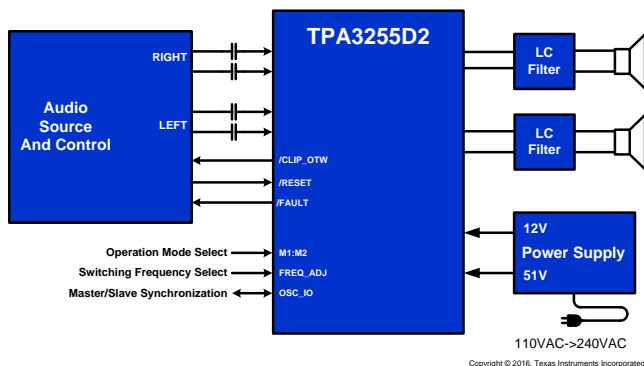 TPA3255D2
RIGHT
LEFT
Audio
Source
And Control
/CLIP_OTW
/RESET
/FAULT
Operation Mode Select
M1:M2
Switching Frequency Select
FREQ_ADJ
Master/Slave Synchronization
OSC_IO
LC
Filter
LC
Filter
12V
Power Supply
51V
110VAC->240VAC
Copyright © 2016, Texas Instruments Incorporated